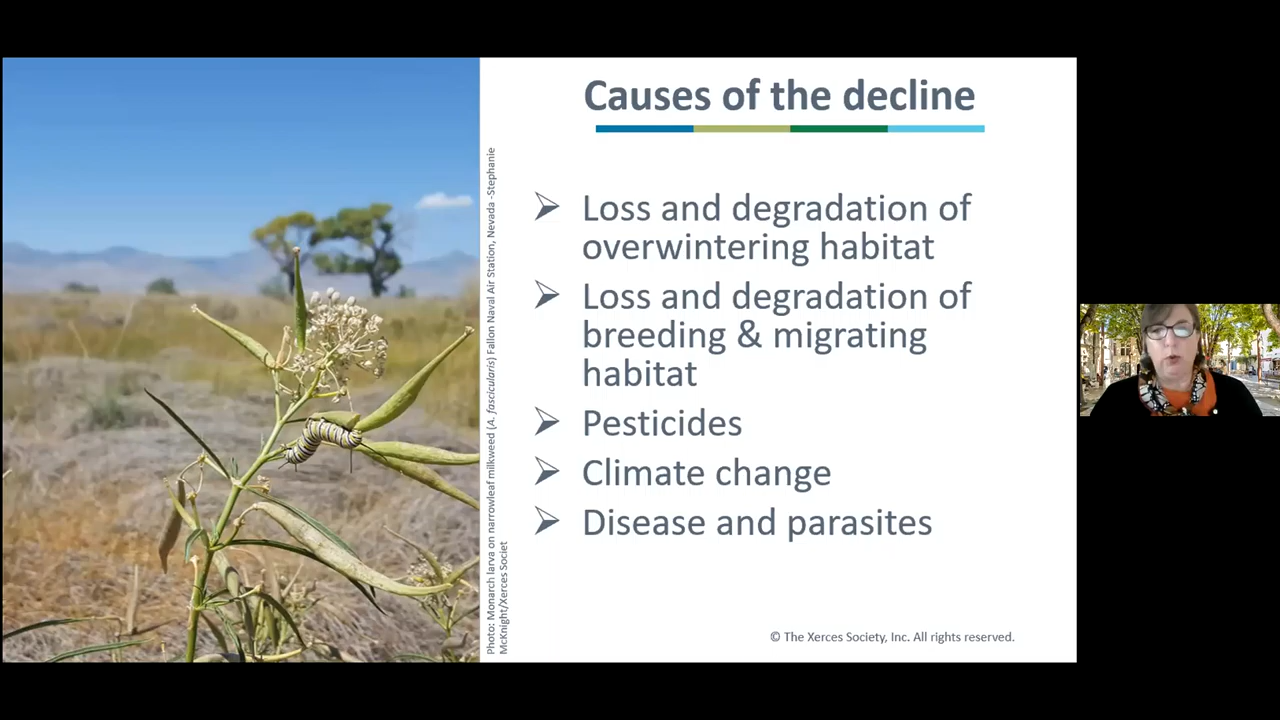 Causes of the decline
Loss and degradation of
overwintering habitat
Loss and degradation of
breeding & migrating
habitat
Pesticides
Climate change
Disease and parasites
Photo: Monarch larva on narrowleaf milkweed (A. fascicularis) Fallon Naval Air Station, Nevada -Stephanie
McKnight/Xerces Societ
© The Xerces Society, Inc. All rights reserved.